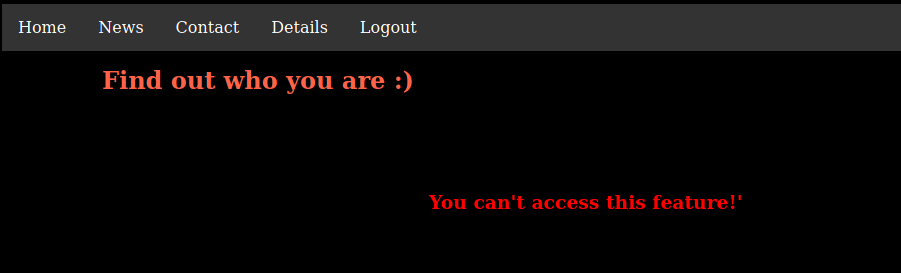 Home News Contact Details Logout
Find out who you are :)
You can't access this feature!'